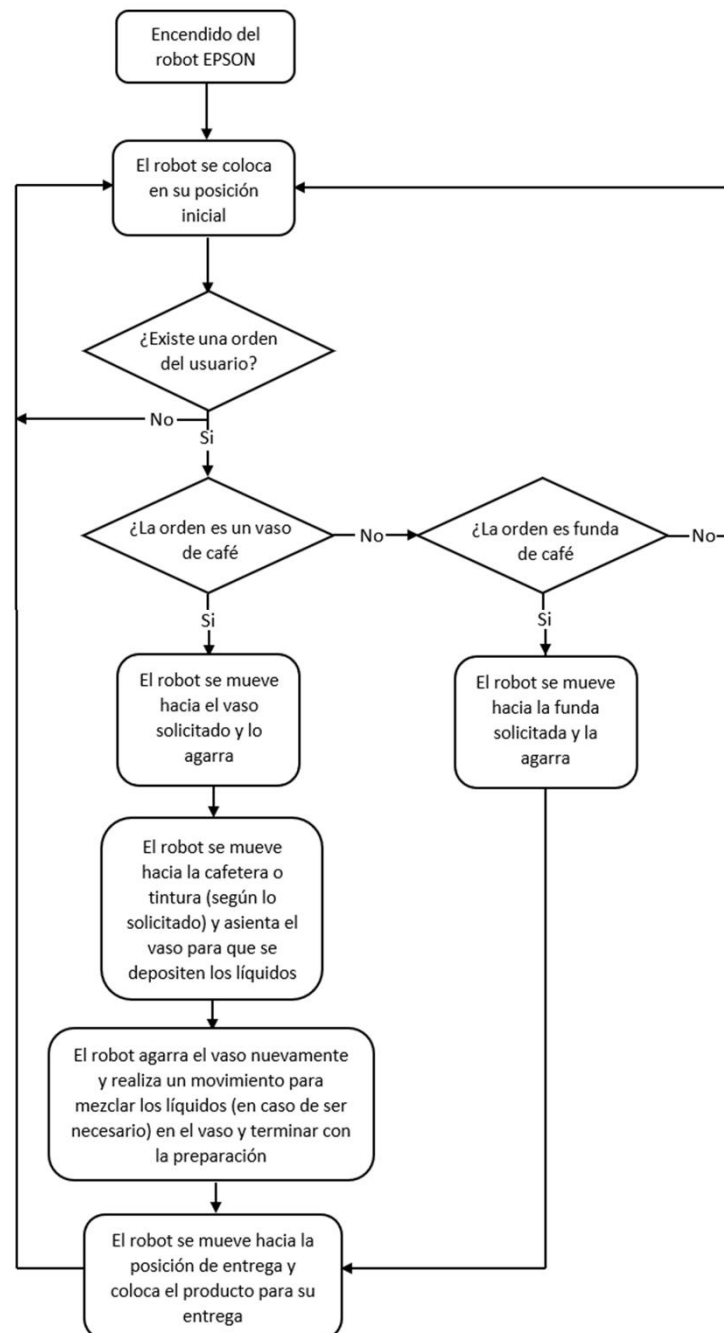 Encendido del
robot EPSON
El robot se coloca
en su posición
inicial
¿Existe una orden
del usuario?
No
Si
¿La orden es un vaso
de café
No
¿La orden es funda
de café
No
Si
Si
El robot se mueve
hacia el vaso
solicitado y lo
agarra
El robot se mueve
hacia la funda
solicitada y la
agarra
El robot se mueve
hacia la cafetera o
tintura (según lo
solicitado) y asienta el
vaso para que se
depositen los líquidos
El robot agarra el vaso nuevamente
y realiza un movimiento para
mezclar los líquidos (en caso de ser
necesario) en el vaso y terminar con
la preparación
El robot se mueve hacia la
posición de entrega y
coloca el producto para su
entrega